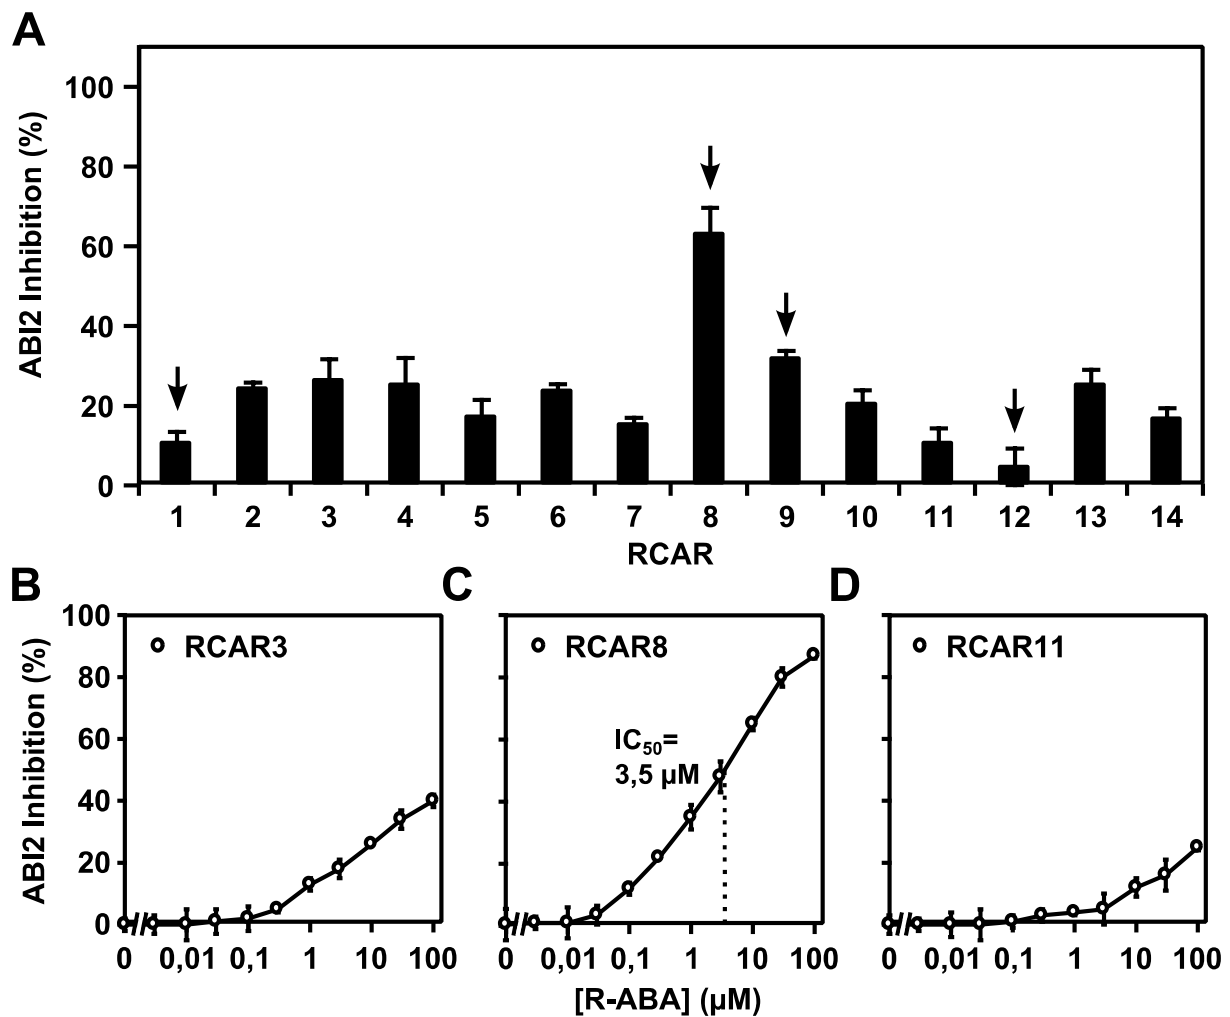 A
ABI2 Inhibition (%)
100
80
60
40
20
0
1 2 3 4 5 6 7 8 9 10 11 12 13 14
RCAR
B C D
ABI2 Inhibition (%)
100
80
60
40
20
0
RCAR3
RCAR8
RCAR11
IC50=
3,5 µM
0 0,01 0,1 1 10 100
0 0,01 0,1 1 10 100
0 0,01 0,1 1 10 100
[R-ABA] (µM)